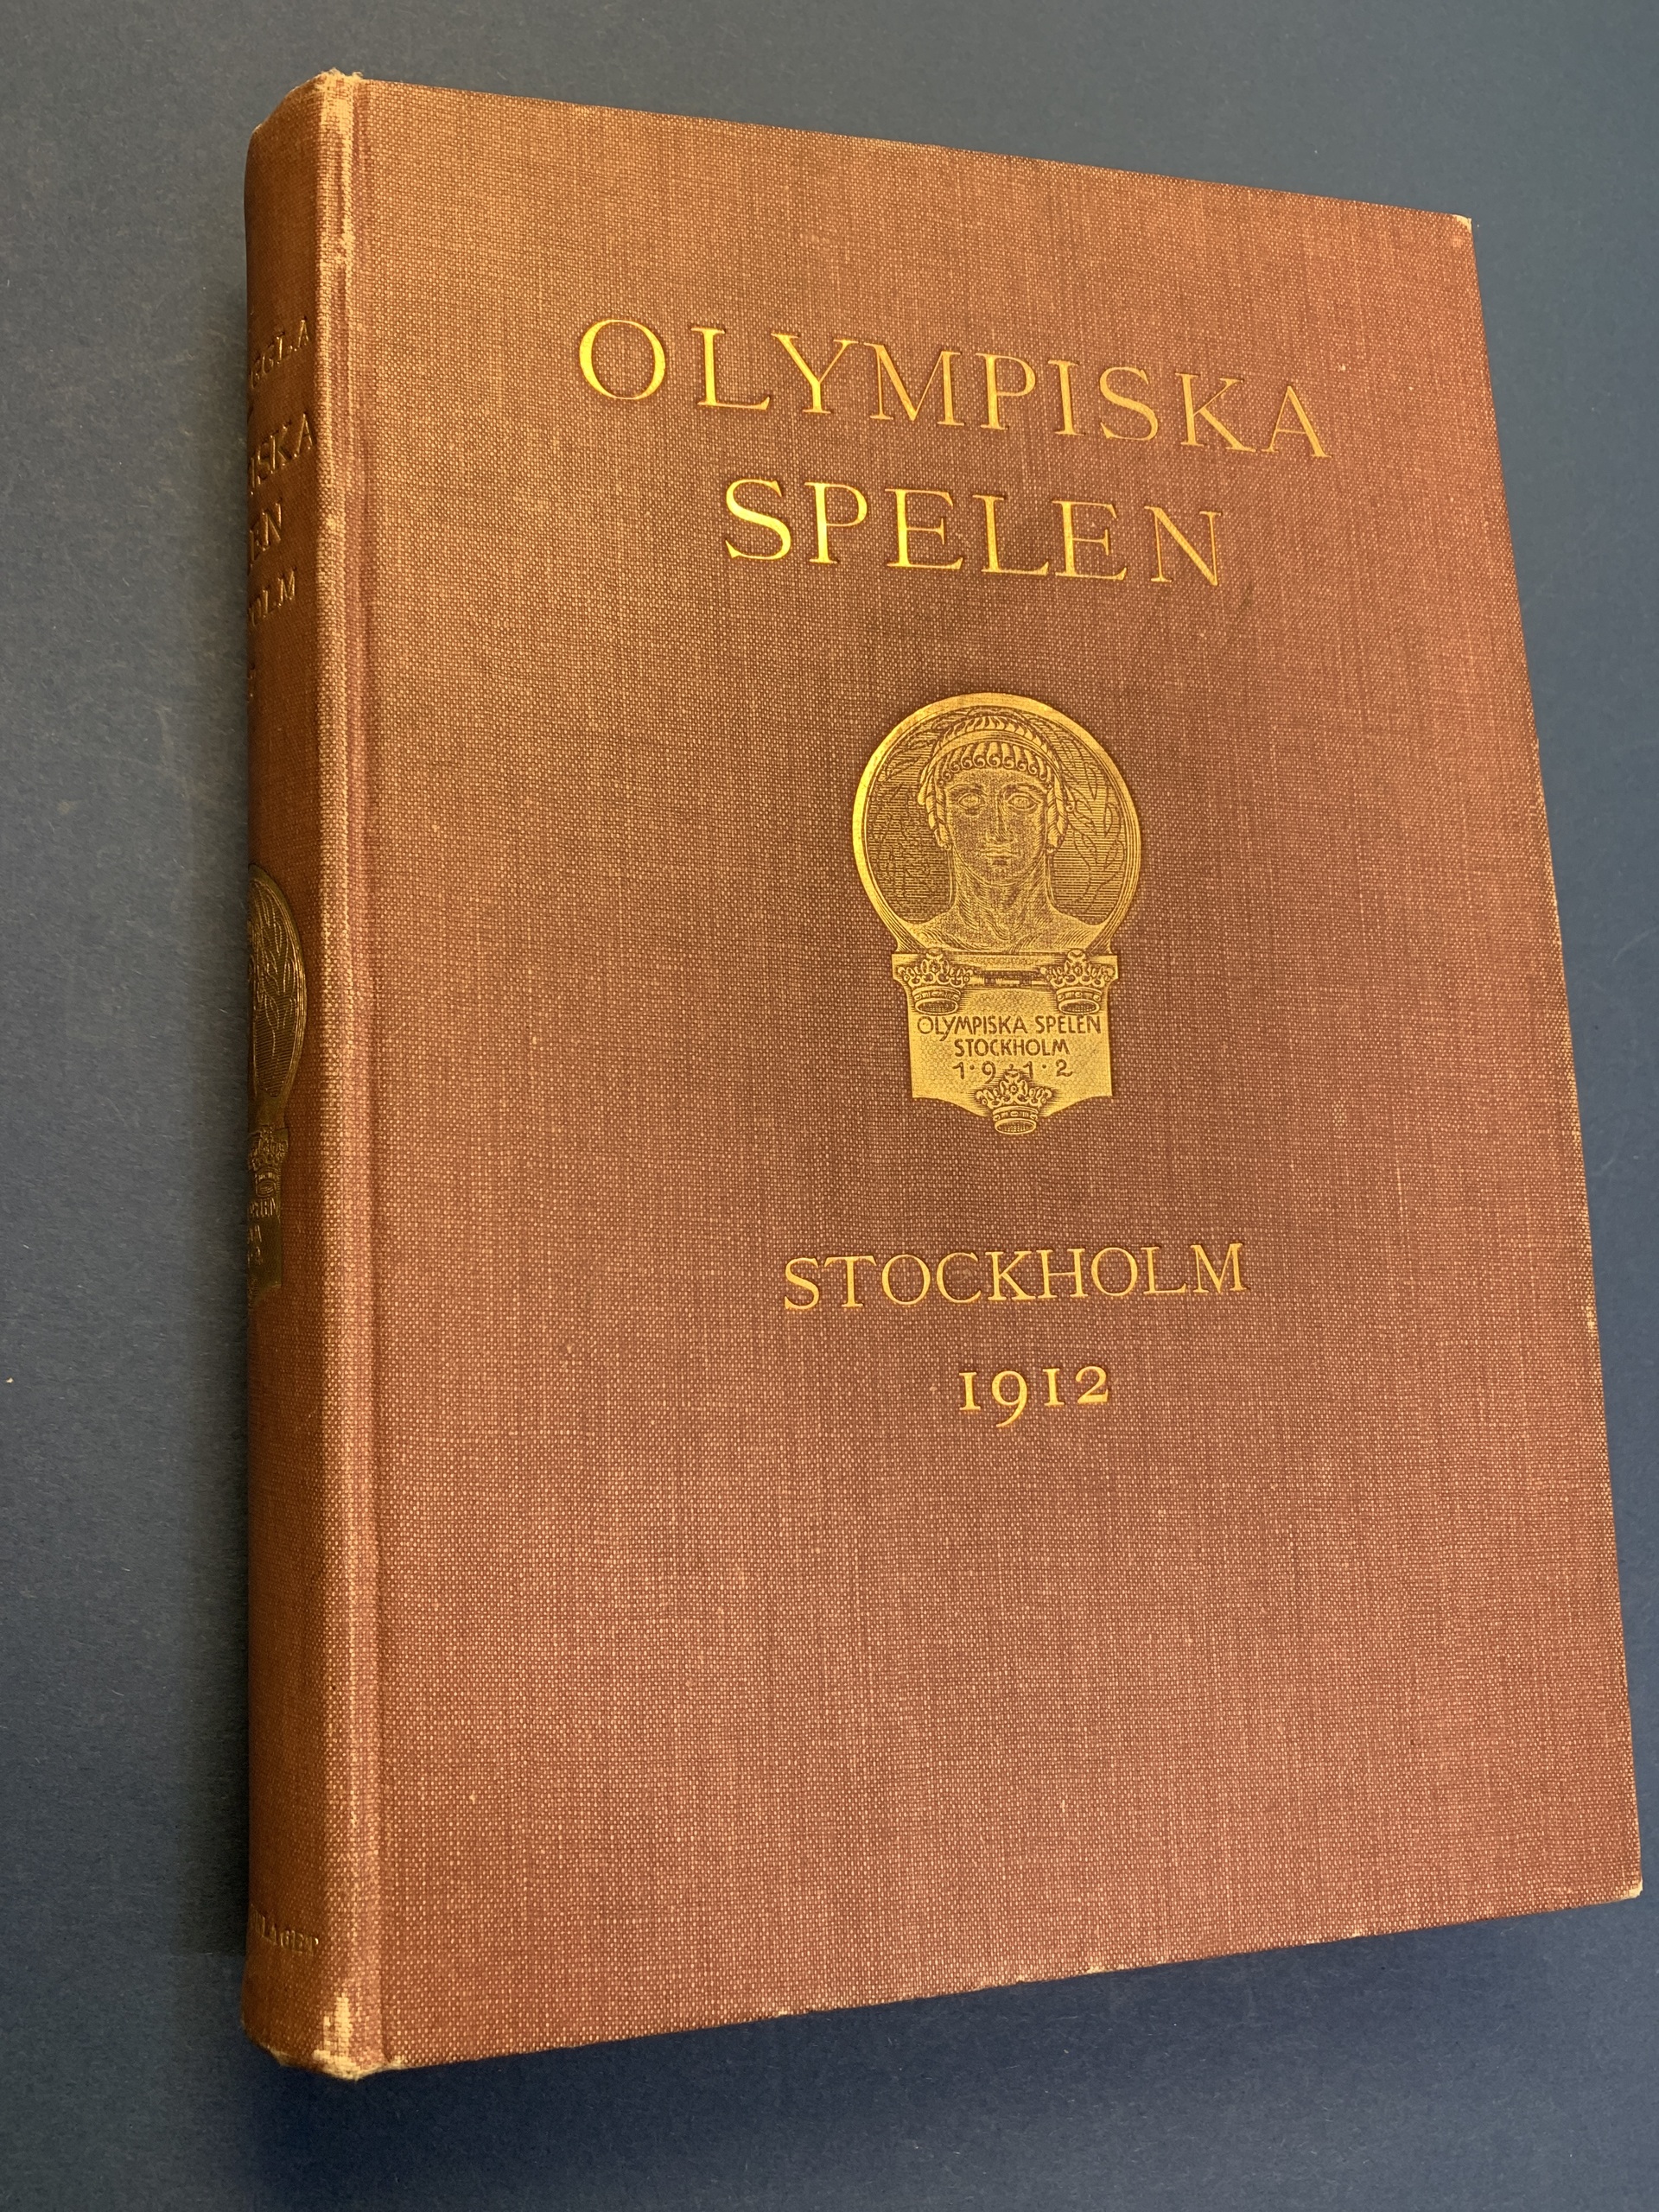 OLYMPISKA
SPELEN
OLYMPISKA SPELEN
STOCKHOLM
1·9·1·2
STOCKHOLM
1912